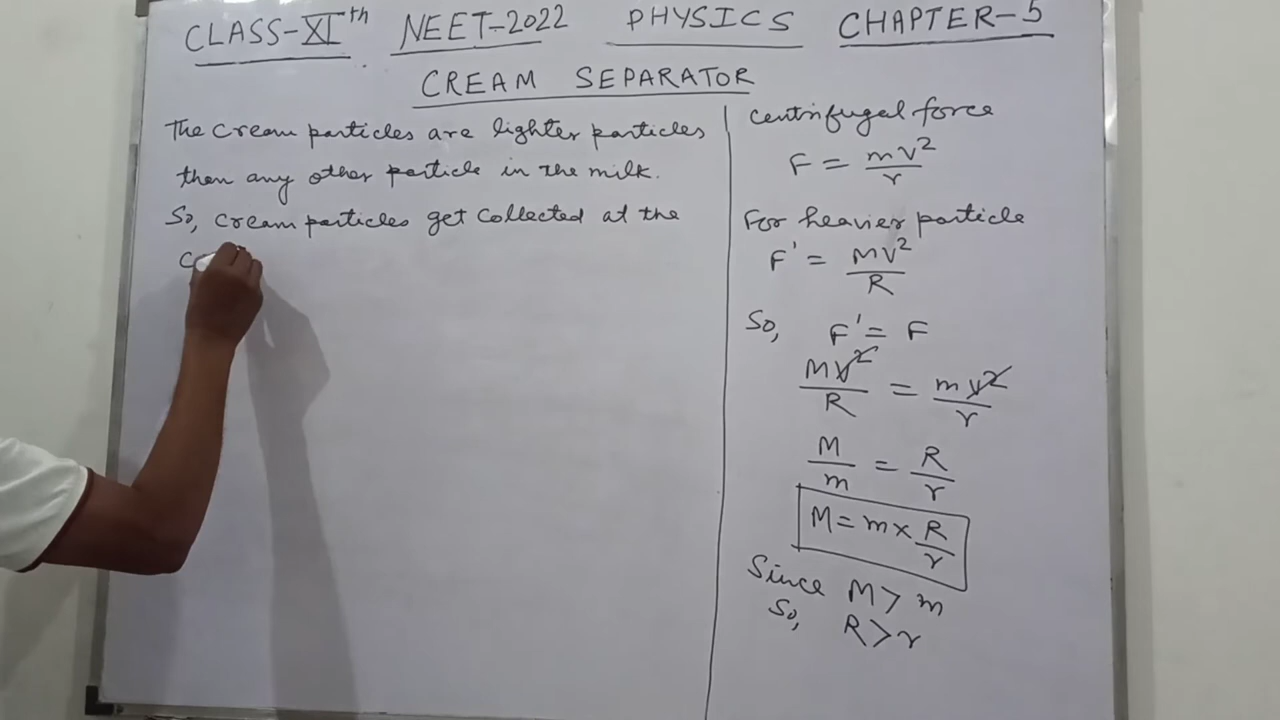 CLASS-XIth NEET-2022 PHYSICS CHAPTER-5
CREAM SEPARATOR
The cream particles are lighter particles
then any other particle in the milk.
So, cream particles get collected at the
centrifugal force
F = mv²/r
For heavier particle
F' = Mv²/R
So, F' = F
Mv²/R = mv²/r
M/m = R/r
M = m × R/r
Since M > m
So, R > r